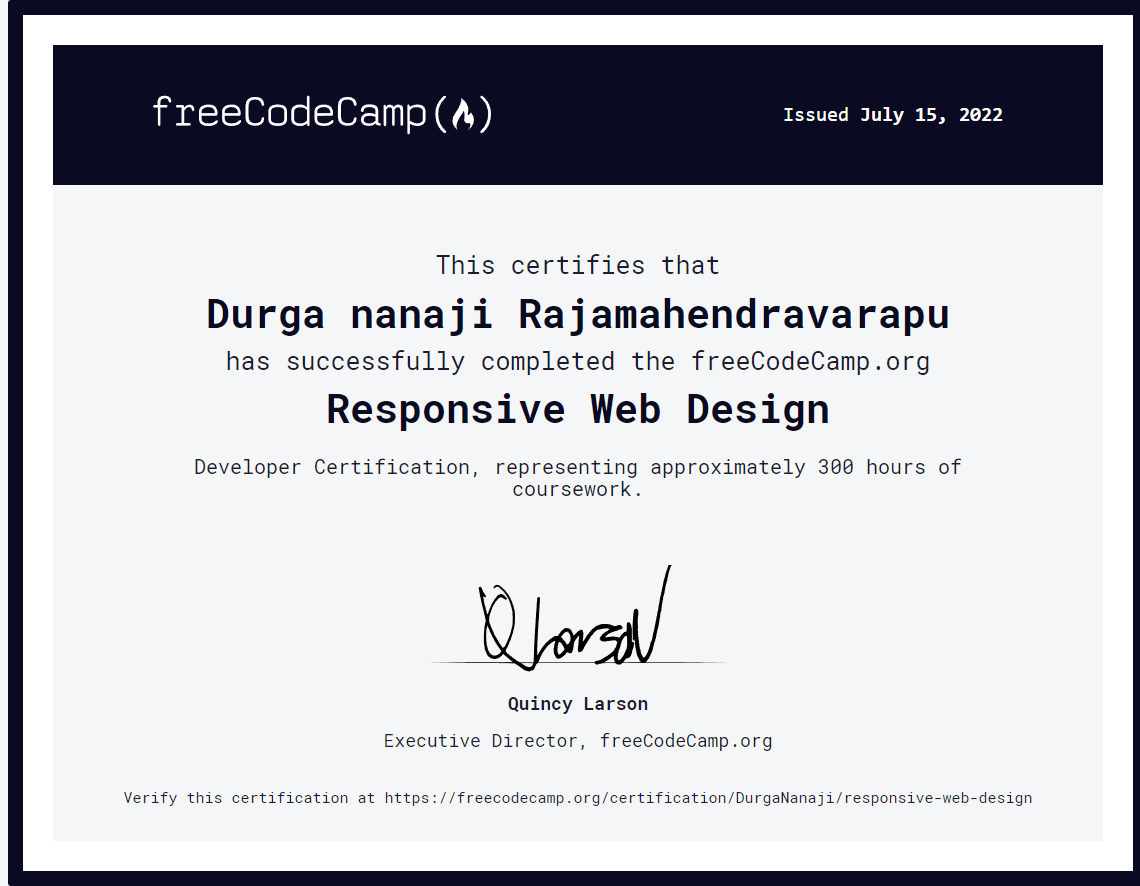 freeCodeCamp
Issued July 15, 2022
This certifies that
Durga nanaji Rajamahendravarapu
has successfully completed the freeCodeCamp.org
Responsive Web Design
Developer Certification, representing approximately 300 hours of
coursework.
Q Larson
Quincy Larson
Executive Director, freeCodeCamp.org
Verify this certification at https://freecodecamp.org/certification/DurgaNanaji/responsive-web-design